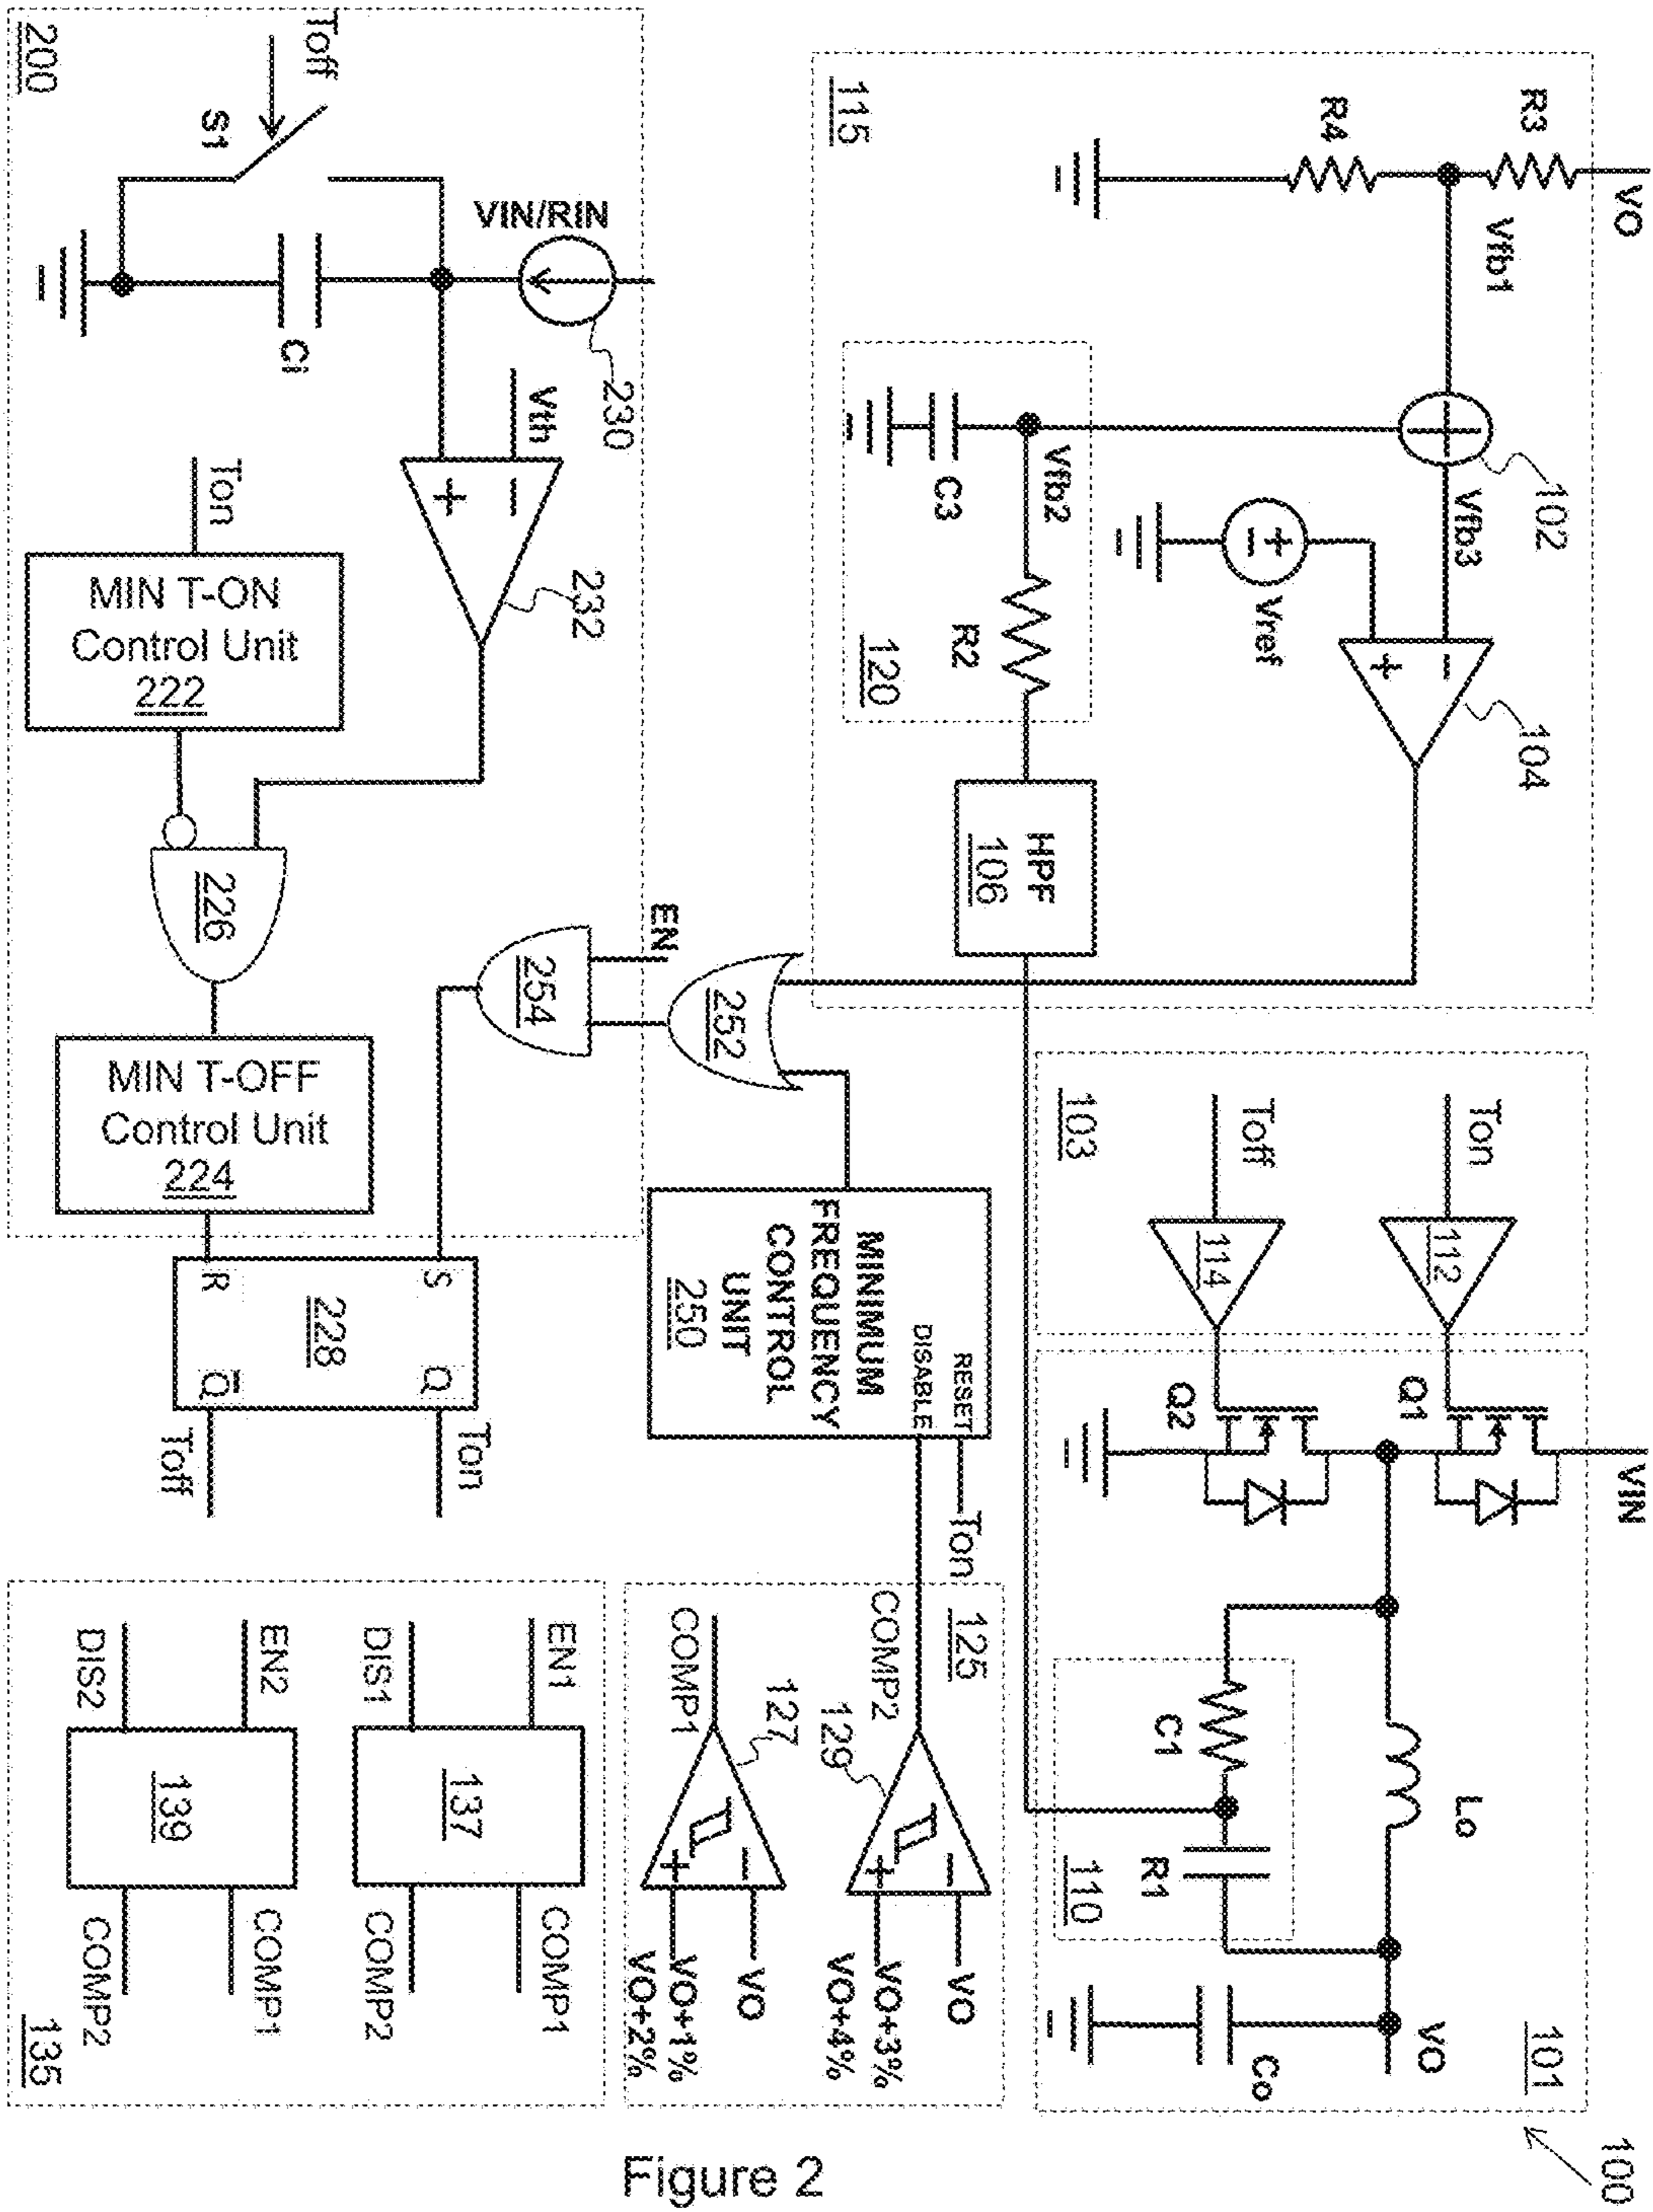 100
101
VIN
Q1
Q2
Lo
C1
R1
110
VO
Co
103
Ton
Toff
112
114
115
VO
R3
R4
Vfb1
102
Vfb3
104
+
−
Vref
+
−
Vfb2
C3
R2
120
HPF
106
200
Toff
S1
VIN/RIN
230
Ci
Vth
−
+
232
Ton
MIN T-ON
Control Unit
222
226
MIN T-OFF
Control Unit
224
EN
254
252
MINIMUM
FREQUENCY
CONTROL
UNIT
250
RESET
DISABLE
Ton
S
R
Q
Q̅
228
Ton
Toff
125
COMP2
129
−
+
VO
VO+3%
VO+4%
COMP1
127
−
+
VO
VO+1%
VO+2%
EN1
DIS1
137
COMP1
COMP2
EN2
DIS2
139
COMP1
COMP2
135
Figure 2